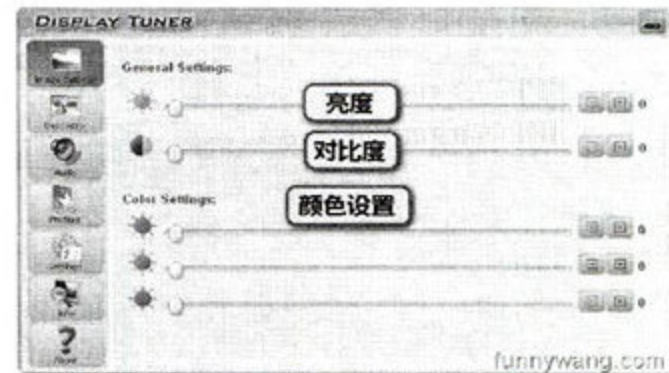 DISPLAY TUNER
General Settings:
亮度
0
对比度
0
Color Settings:
颜色设置
0
0
0
?
funnywang.com